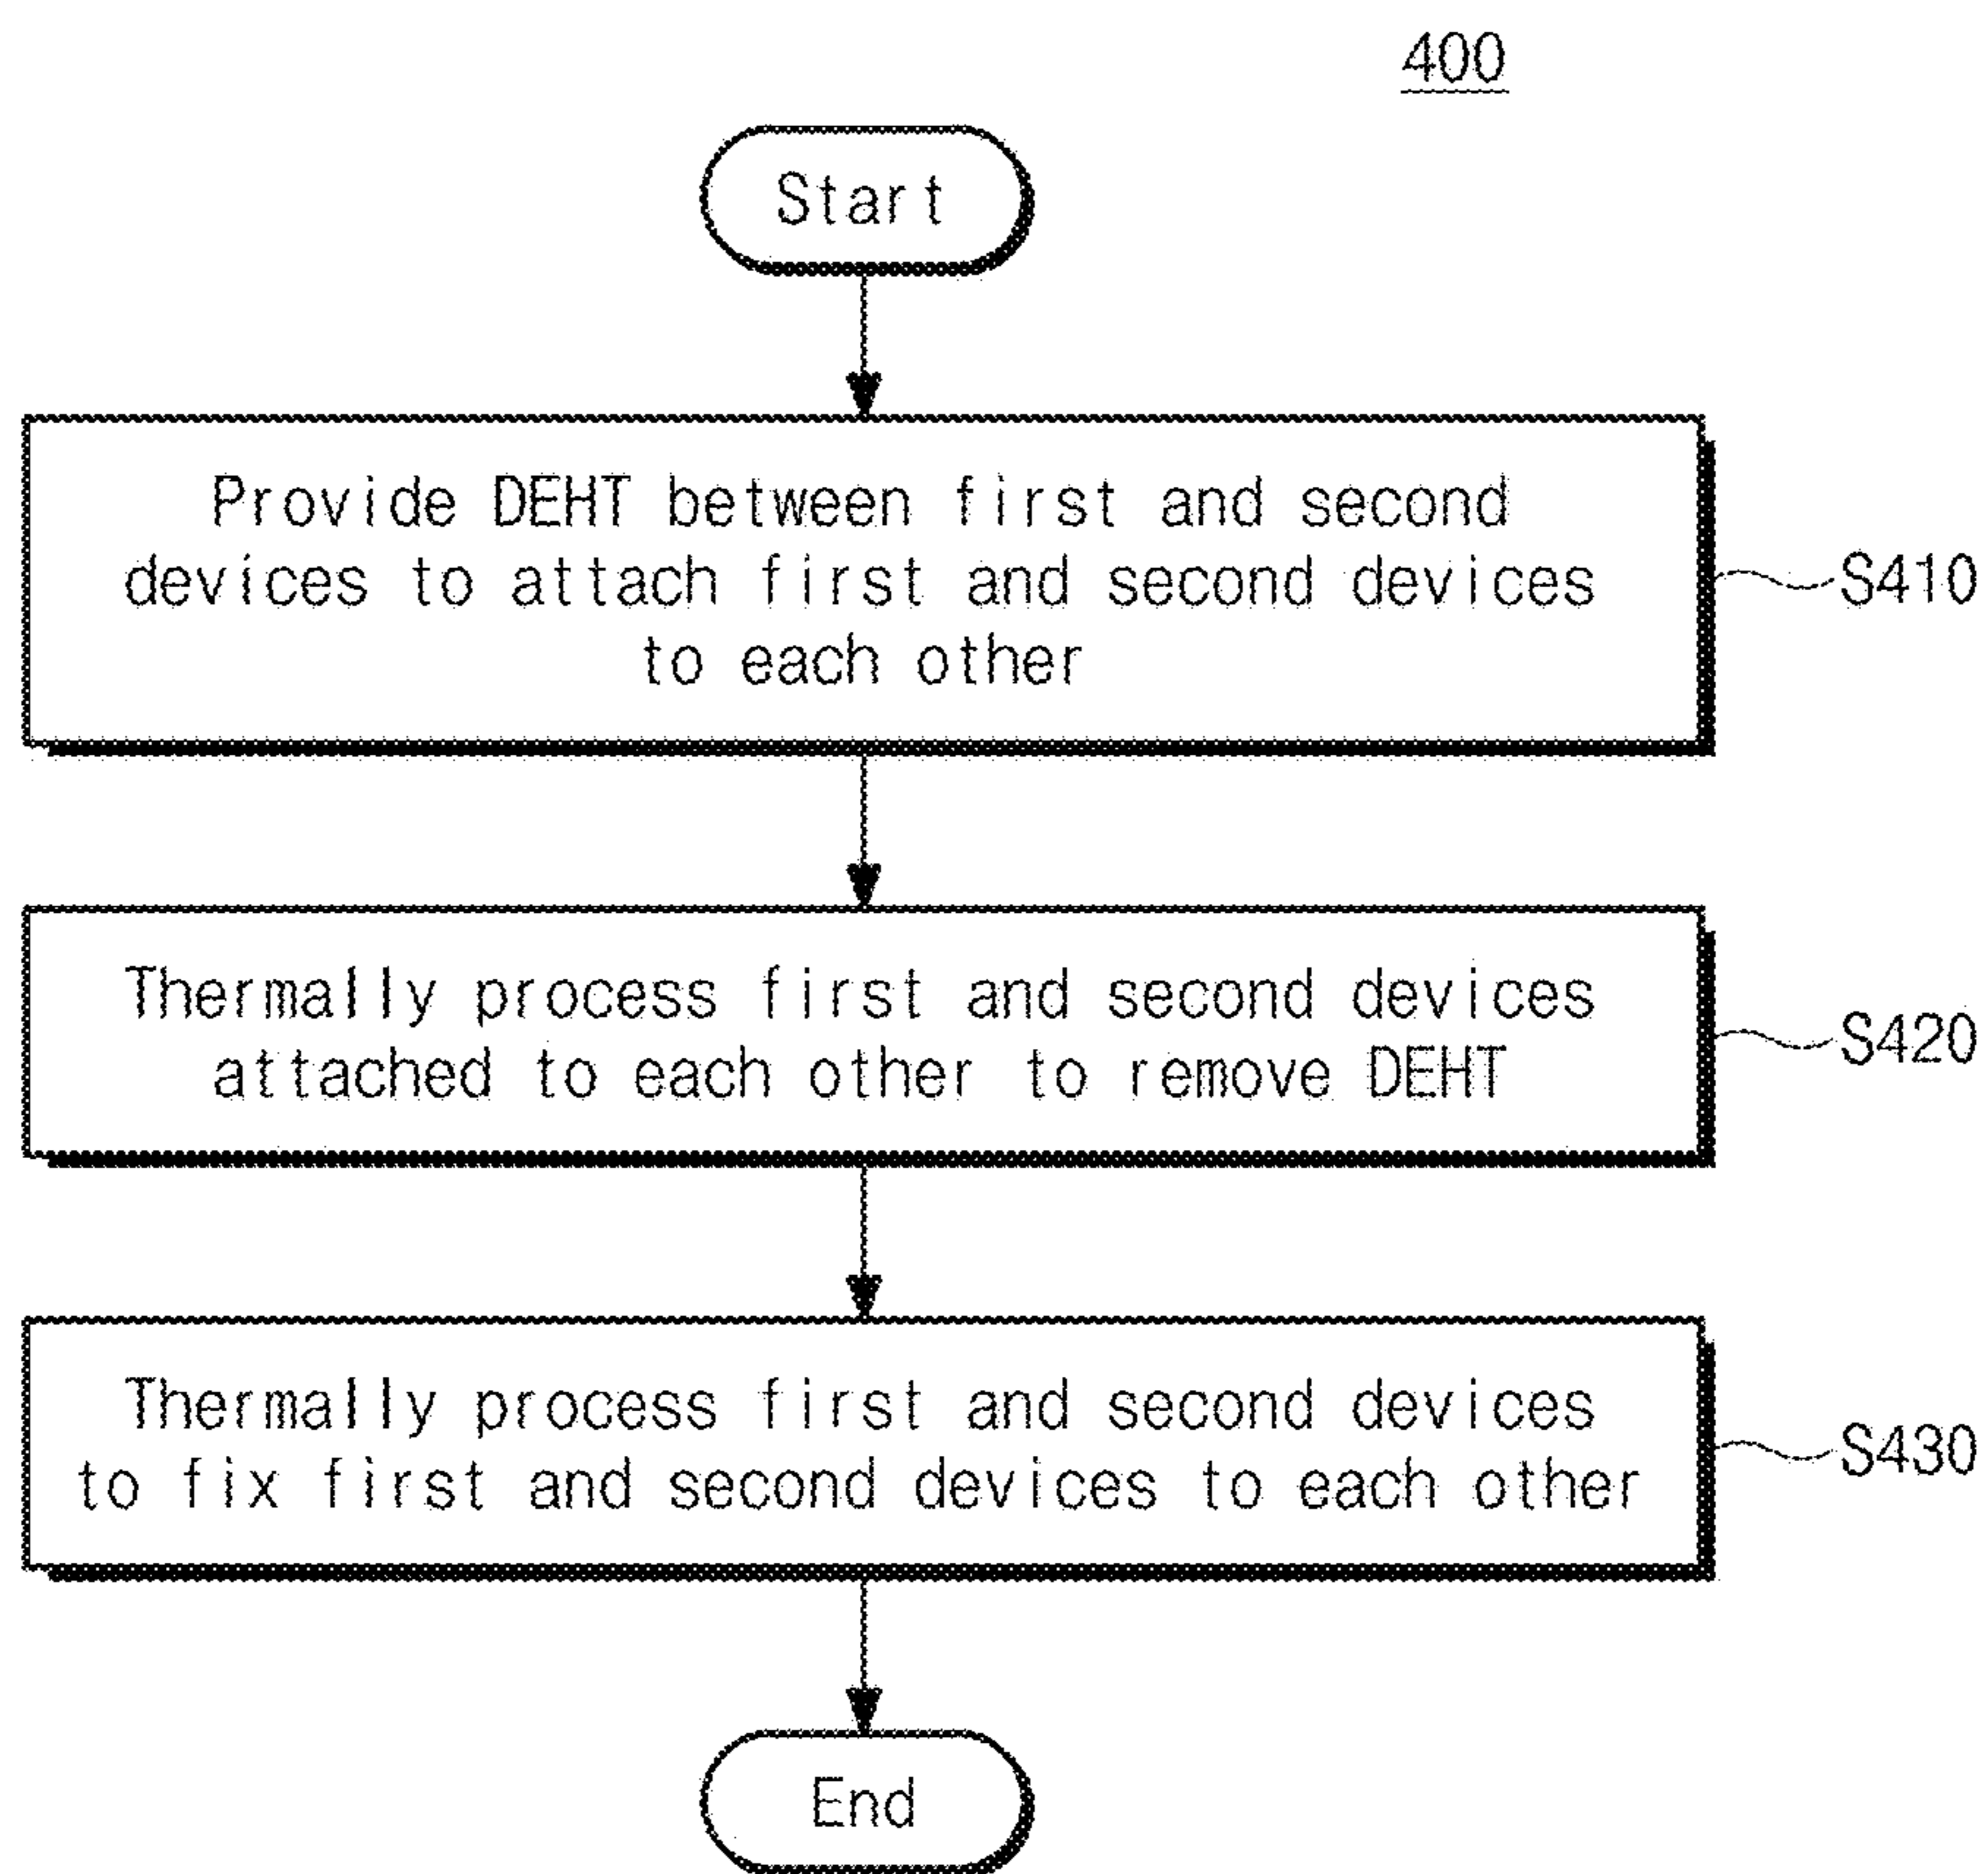 400
Start
Provide DEHT between first and second
devices to attach first and second devices
to each other
S410
Thermally process first and second devices
attached to each other to remove DEHT
S420
Thermally process first and second devices
to fix first and second devices to each other
S430
End